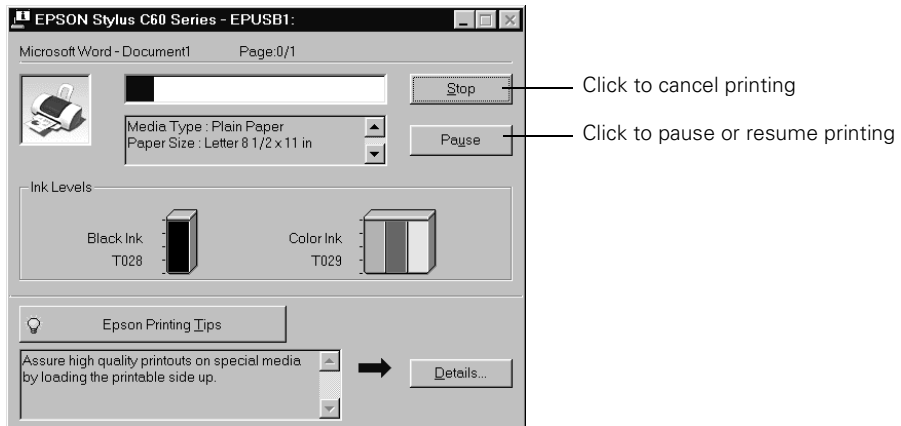 EPSON Stylus C60 Series - EPUSB1:
Microsoft Word - Document1 Page:0/1
Stop
Click to cancel printing
Media Type : Plain Paper
Paper Size : Letter 8 1/2 x 11 in
Pause
Click to pause or resume printing
Ink Levels
Black Ink
T028
Color Ink
T029
Epson Printing Tips
Assure high quality printouts on special media
by loading the printable side up.
Details...